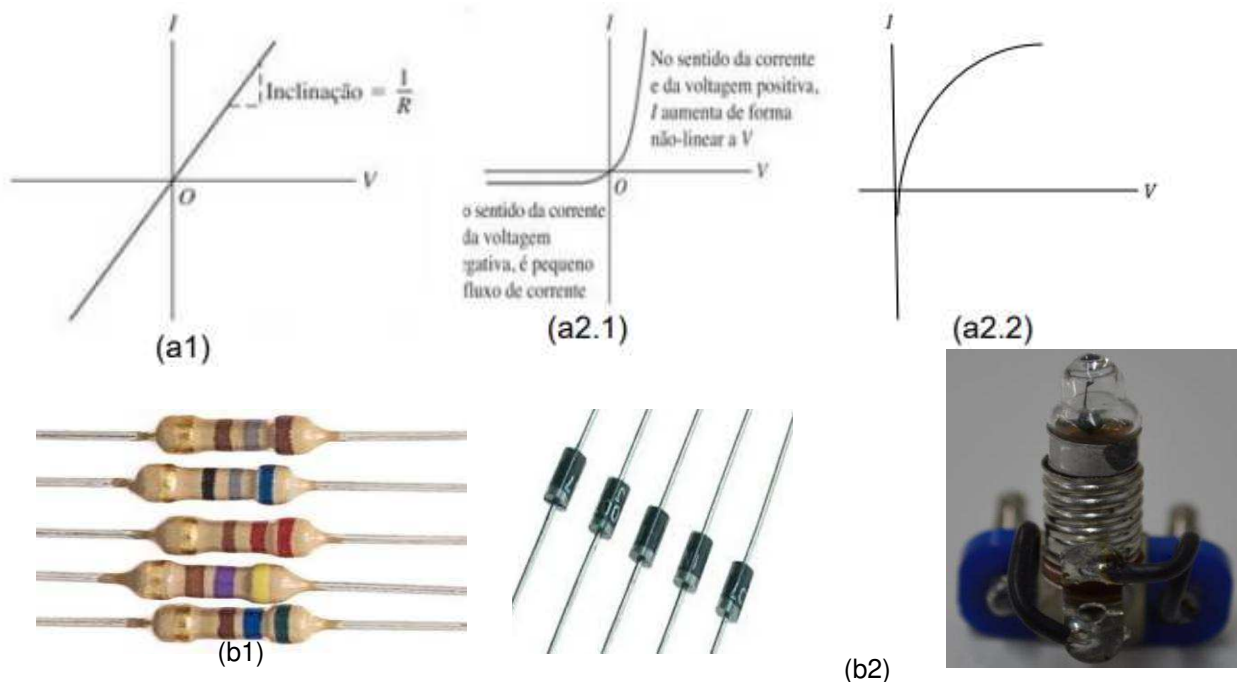 I
Inclinação = 1/R
V
O
(a1)
I
No sentido da corrente
e da voltagem positiva,
I aumenta de forma
não-linear a V
V
O
o sentido da corrente
da voltagem
gativa, é pequeno
fluxo de corrente
(a2.1)
I
V
(a2.2)
(b1)
(b2)